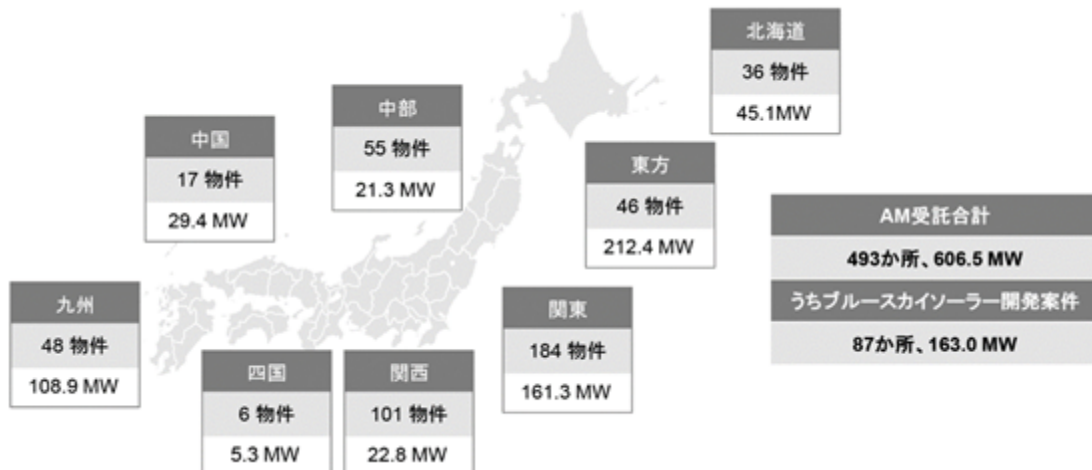 北海道
36 物件
45.1MW
中部
55 物件
21.3 MW
中国
17 物件
29.4 MW
東方
46 物件
212.4 MW
AM受託合計
493か所、606.5 MW
うちブルースカイソーラー開発案件
87か所、163.0 MW
九州
48 物件
108.9 MW
関東
184 物件
161.3 MW
四国
6 物件
5.3 MW
関西
101 物件
22.8 MW